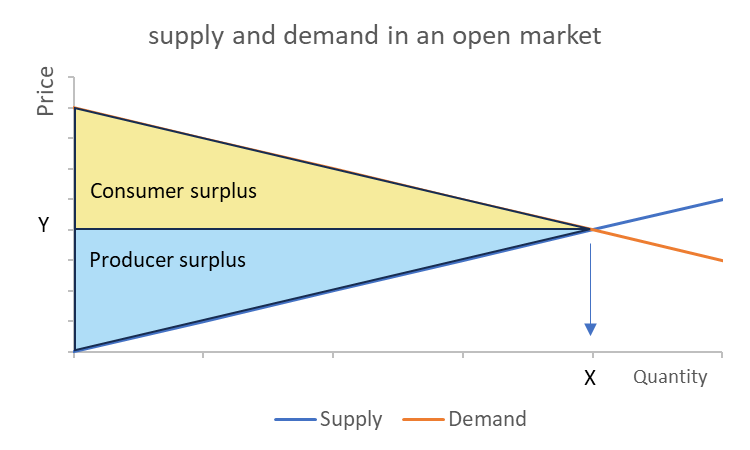 supply and demand in an open market
Price
Consumer surplus
Y
Producer surplus
X
Quantity
Supply
Demand